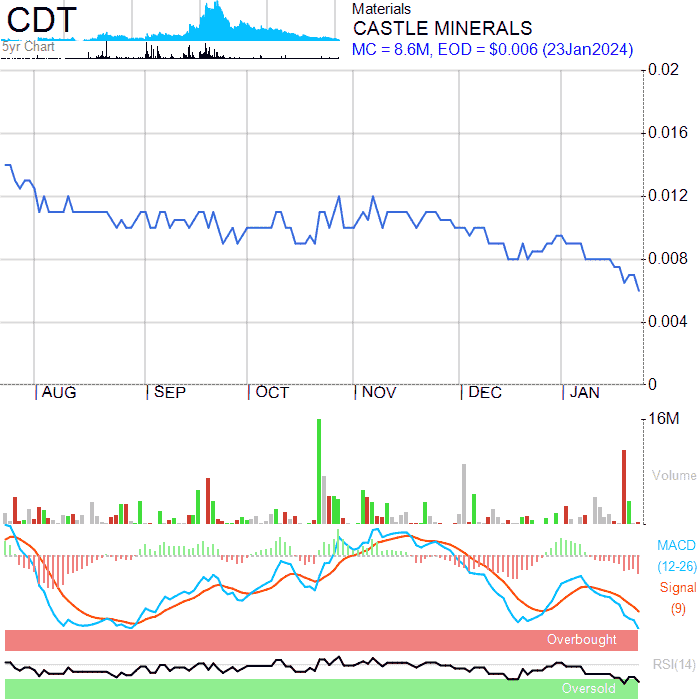 CDT
5yr Chart
Materials
CASTLE MINERALS
MC = 8.6M, EOD = $0.006 (23Jan2024)
0.02
0.016
0.012
0.008
0.004
0
AUG SEP OCT NOV DEC JAN
16M
Volume
MACD
(12-26)
Signal
(9)
Overbought
RSI(14)
Oversold